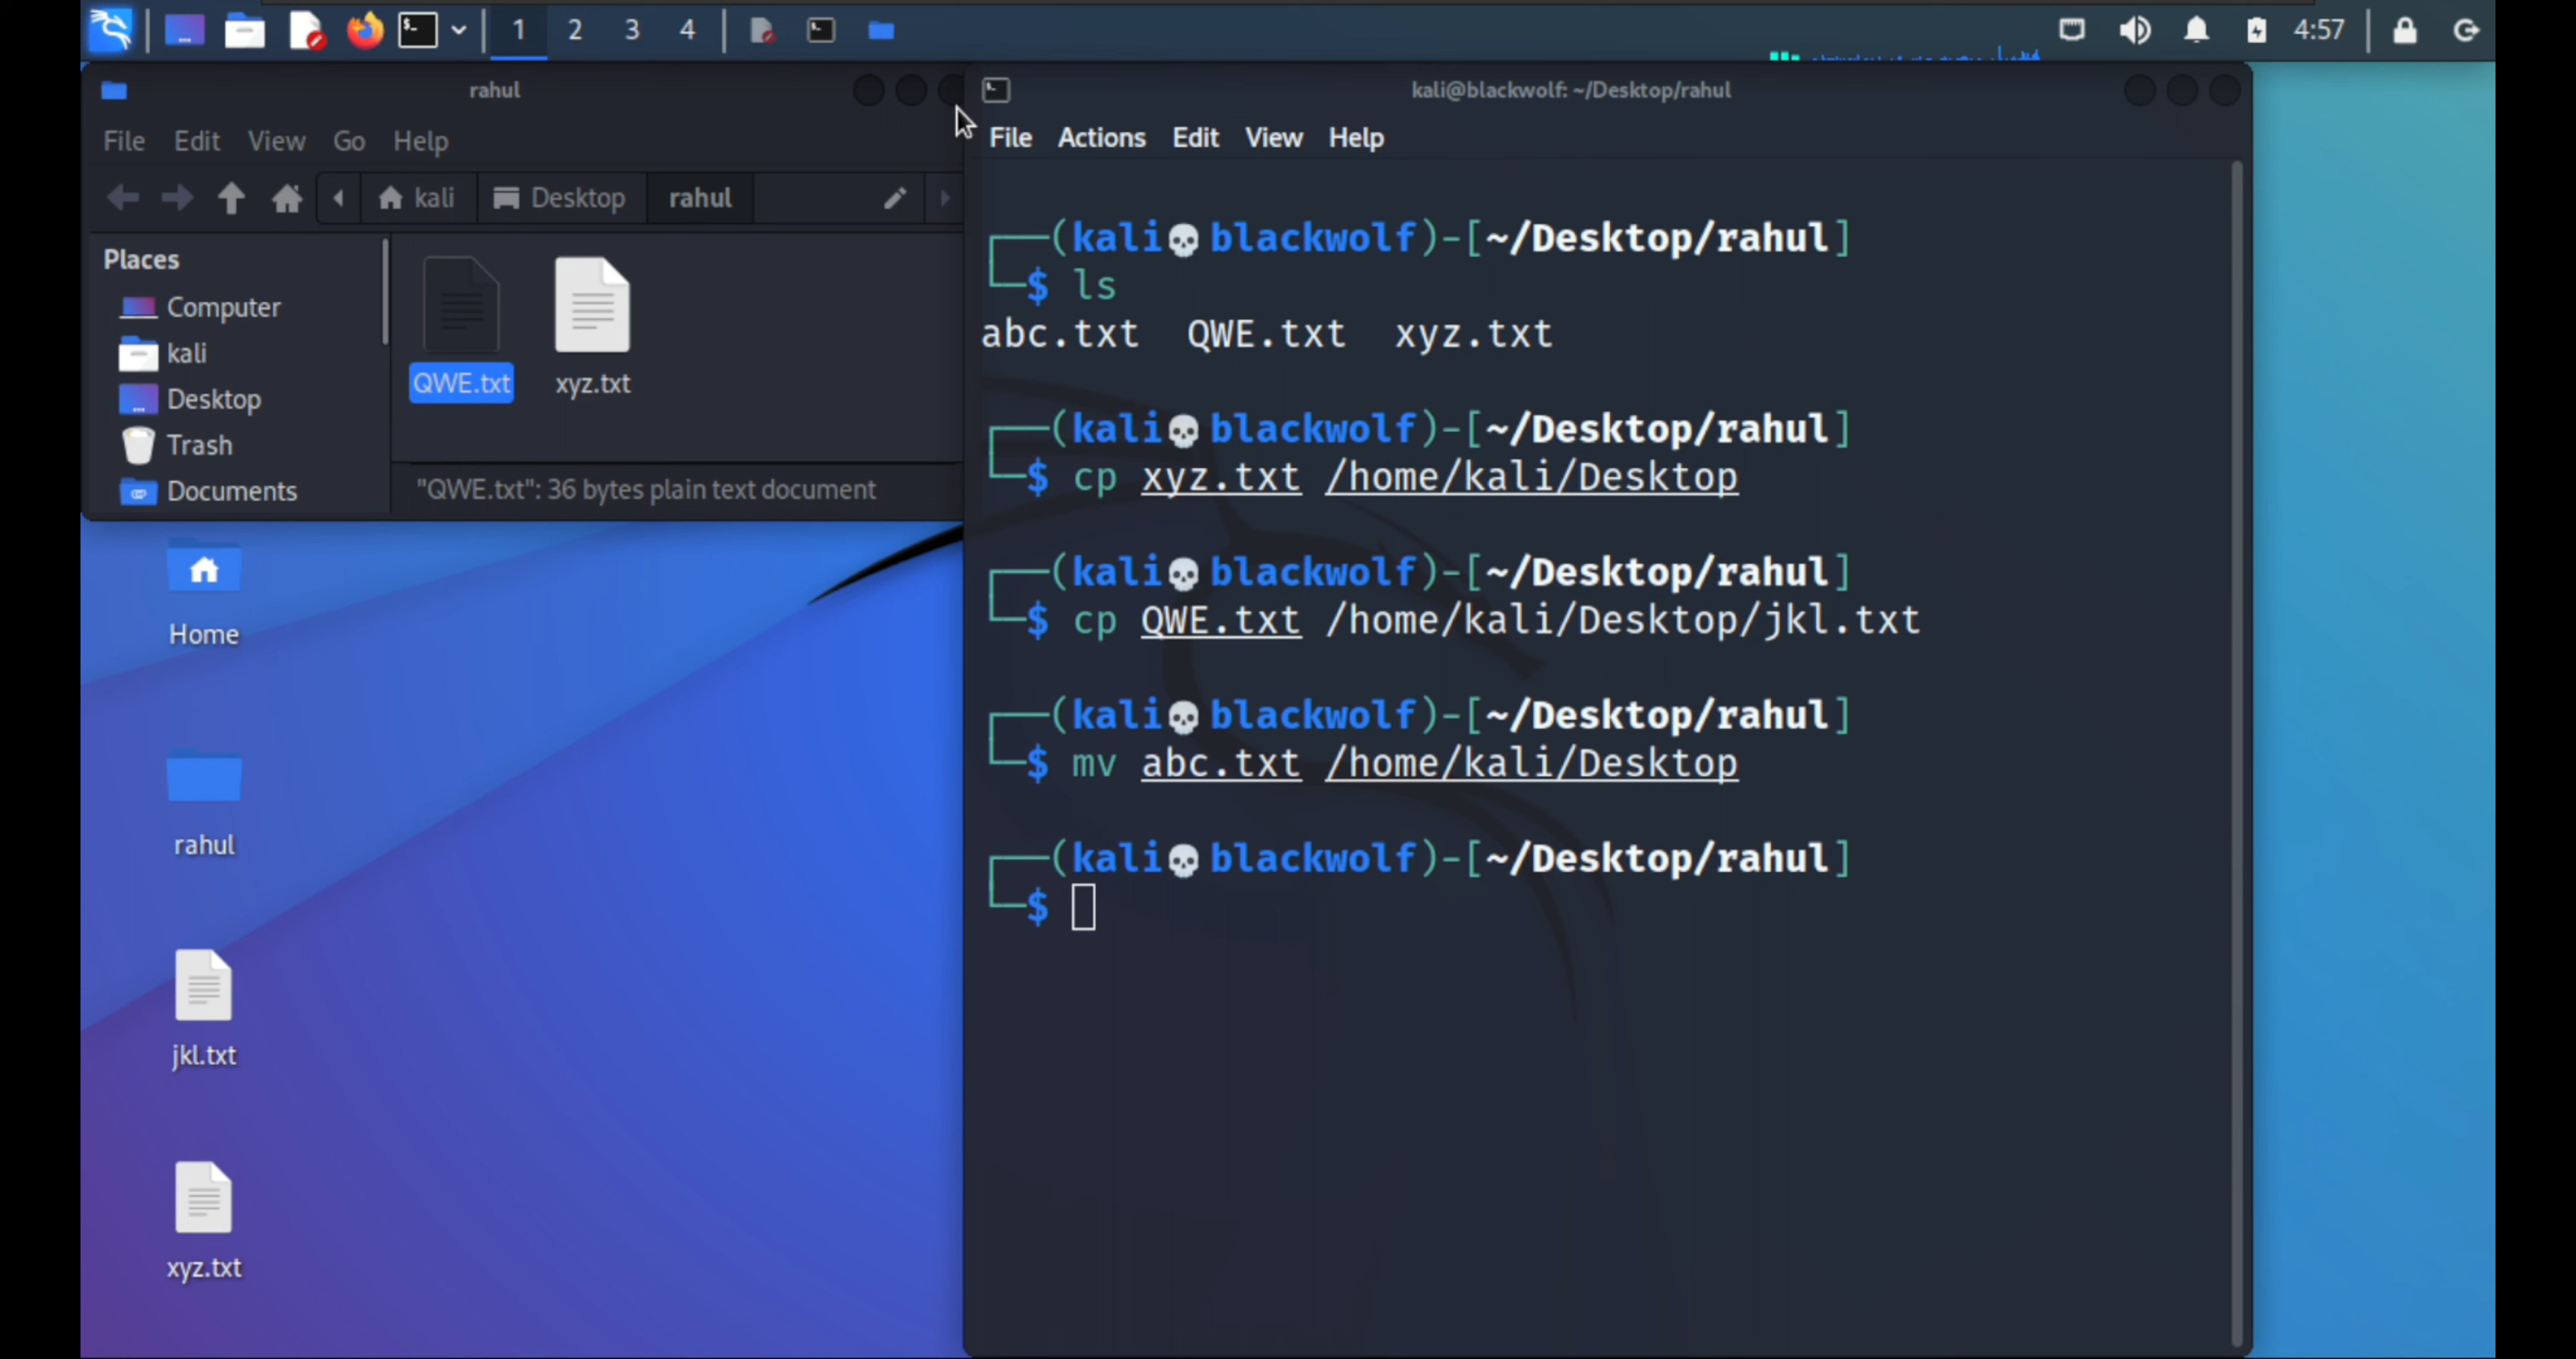 1 2 3 4 4:57
rahul
File Edit View Go Help
kali Desktop rahul
Places
Computer
kali
Desktop
Trash
Documents
QWE.txt xyz.txt
"QWE.txt": 36 bytes plain text document
Home
rahul
jkl.txt
xyz.txt
kali@blackwolf: ~/Desktop/rahul
File Actions Edit View Help
┌──(kali💀blackwolf)-[~/Desktop/rahul]
└─$ ls
abc.txt  QWE.txt  xyz.txt
┌──(kali💀blackwolf)-[~/Desktop/rahul]
└─$ cp xyz.txt /home/kali/Desktop
┌──(kali💀blackwolf)-[~/Desktop/rahul]
└─$ cp QWE.txt /home/kali/Desktop/jkl.txt
┌──(kali💀blackwolf)-[~/Desktop/rahul]
└─$ mv abc.txt /home/kali/Desktop
┌──(kali💀blackwolf)-[~/Desktop/rahul]
└─$